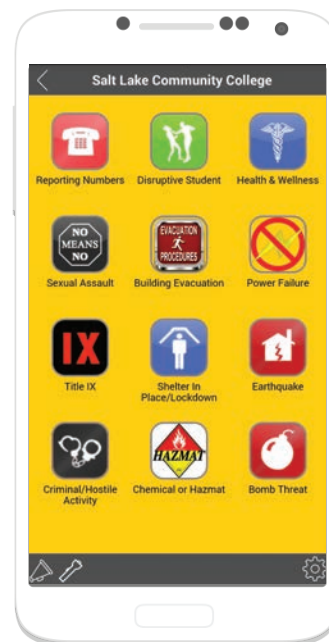 Salt Lake Community College
Reporting Numbers
Disruptive Student
Health & Wellness
NO
MEANS
NO
EVACUATION
PROCEDURES
Sexual Assault
Building Evacuation
Power Failure
IX
Title IX
Shelter In
Place/Lockdown
Earthquake
HAZMAT
Criminal/Hostile
Activity
Chemical or Hazmat
Bomb Threat